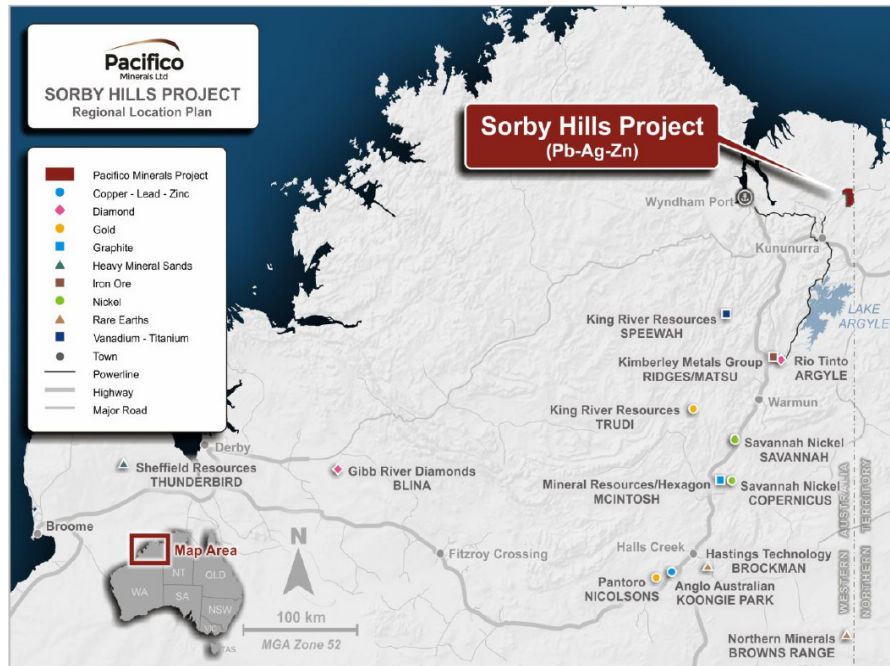 Pacifico
Minerals Ltd
SORBY HILLS PROJECT
Regional Location Plan
Pacifico Minerals Project
Copper - Lead - Zinc
Diamond
Gold
Graphite
Heavy Mineral Sands
Iron Ore
Nickel
Rare Earths
Vanadium - Titanium
Town
Powerline
Highway
Major Road
Sorby Hills Project
(Pb-Ag-Zn)
Wyndham Port
Kununurra
LAKE
ARGYLE
King River Resources
SPEEWAH
Kimberley Metals Group
RIDGES/MATSU
Rio Tinto
ARGYLE
King River Resources
TRUDI
Warmun
Savannah Nickel
SAVANNAH
Derby
Sheffield Resources
THUNDERBIRD
Gibb River Diamonds
BLINA
Mineral Resources/Hexagon
MCINTOSH
Savannah Nickel
COPERNICUS
WESTERN AUSTRALIA
NORTHERN TERRITORY
Broome
Map Area
N
Fitzroy Crossing
Halls Creek
Hastings Technology
BROCKMAN
Pantoro
NICOLSONS
Anglo Australian
KOONGIE PARK
WA
NT
QLD
SA
NSW
VIC
TAS
100 km
MGA Zone 52
Northern Minerals
BROWNS RANGE